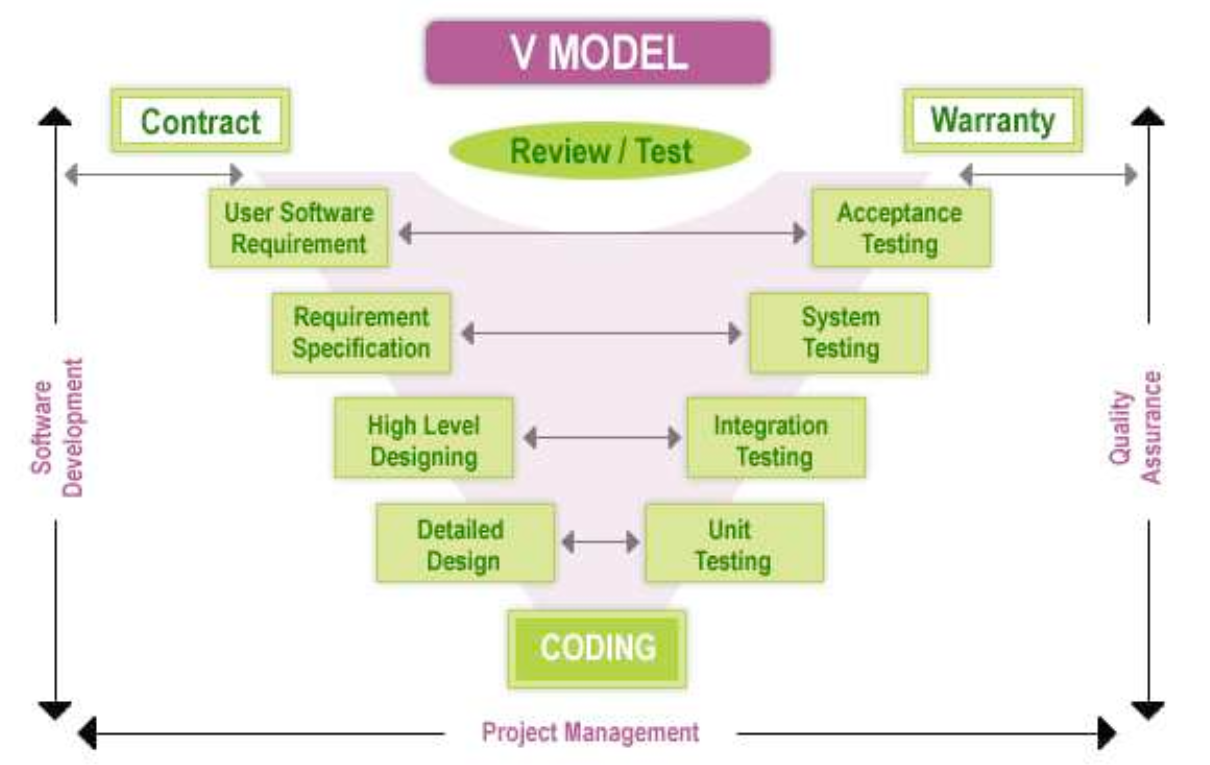 V MODEL
Contract
Review / Test
Warranty
User Software
Requirement
Acceptance
Testing
Requirement
Specification
System
Testing
High Level
Designing
Integration
Testing
Detailed
Design
Unit
Testing
CODING
Software
Development
Quality
Assurance
Project Management